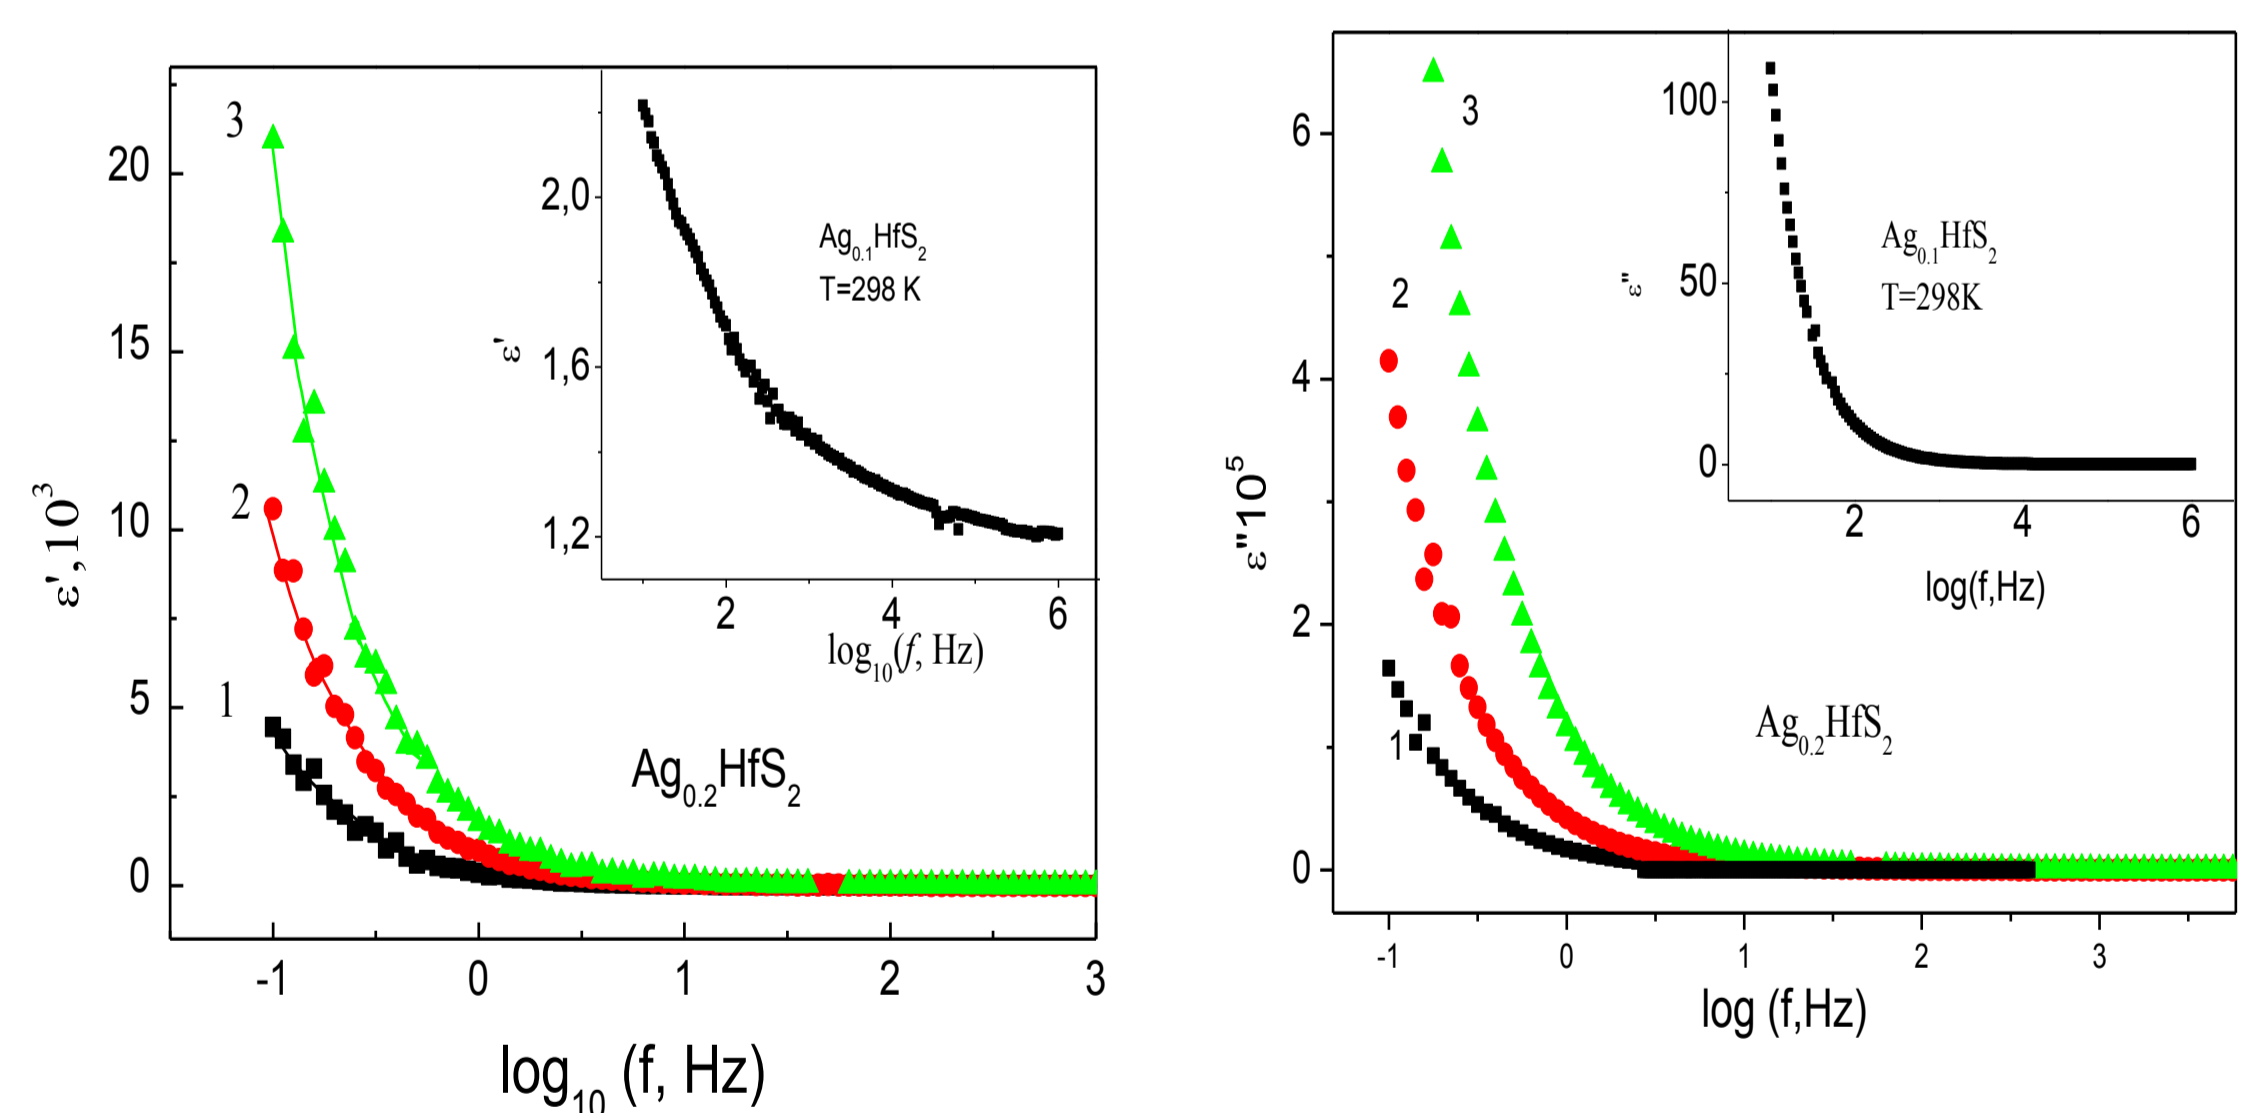 3
20
15
10
5
0
2
1
ε',10³
-1
0
1
2
3
log₁₀ (f, Hz)
Ag₀.₂HfS₂
2,0
1,6
1,2
ε'
Ag₀.₁HfS₂
T=298 K
2
4
6
log₁₀(f, Hz)
6
4
2
0
ε''10⁵
3
2
1
-1
0
1
2
3
log (f,Hz)
Ag₀.₂HfS₂
100
50
0
ε''
Ag₀.₁HfS₂
T=298K
2
4
6
log(f,Hz)